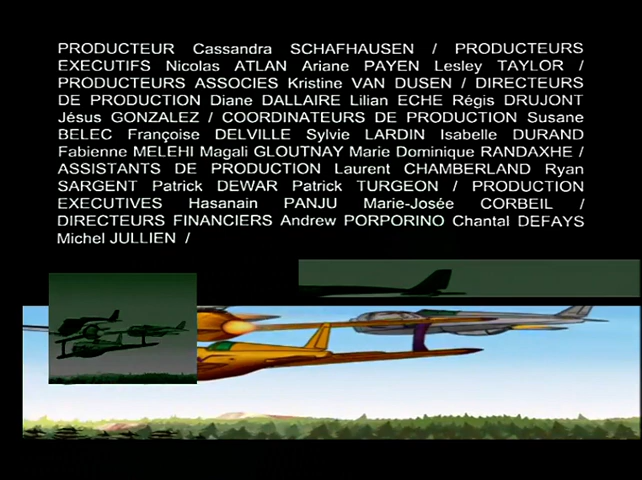 PRODUCTEUR Cassandra SCHAFHAUSEN / PRODUCTEURS
EXECUTIFS Nicolas ATLAN Ariane PAYEN Lesley TAYLOR /
PRODUCTEURS ASSOCIES Kristine VAN DUSEN / DIRECTEURS
DE PRODUCTION Diane DALLAIRE Lilian ECHE Régis DRUJONT
Jésus GONZALEZ / COORDINATEURS DE PRODUCTION Susane
BELEC Françoise DELVILLE Sylvie LARDIN Isabelle DURAND
Fabienne MELEHI Magali GLOUTNAY Marie Dominique RANDAXHE /
ASSISTANTS DE PRODUCTION Laurent CHAMBERLAND Ryan
SARGENT Patrick DEWAR Patrick TURGEON / PRODUCTION
EXECUTIVES Hasanain PANJU Marie-Josée CORBEIL /
DIRECTEURS FINANCIERS Andrew PORPORINO Chantal DEFAYS
Michel JULLIEN /